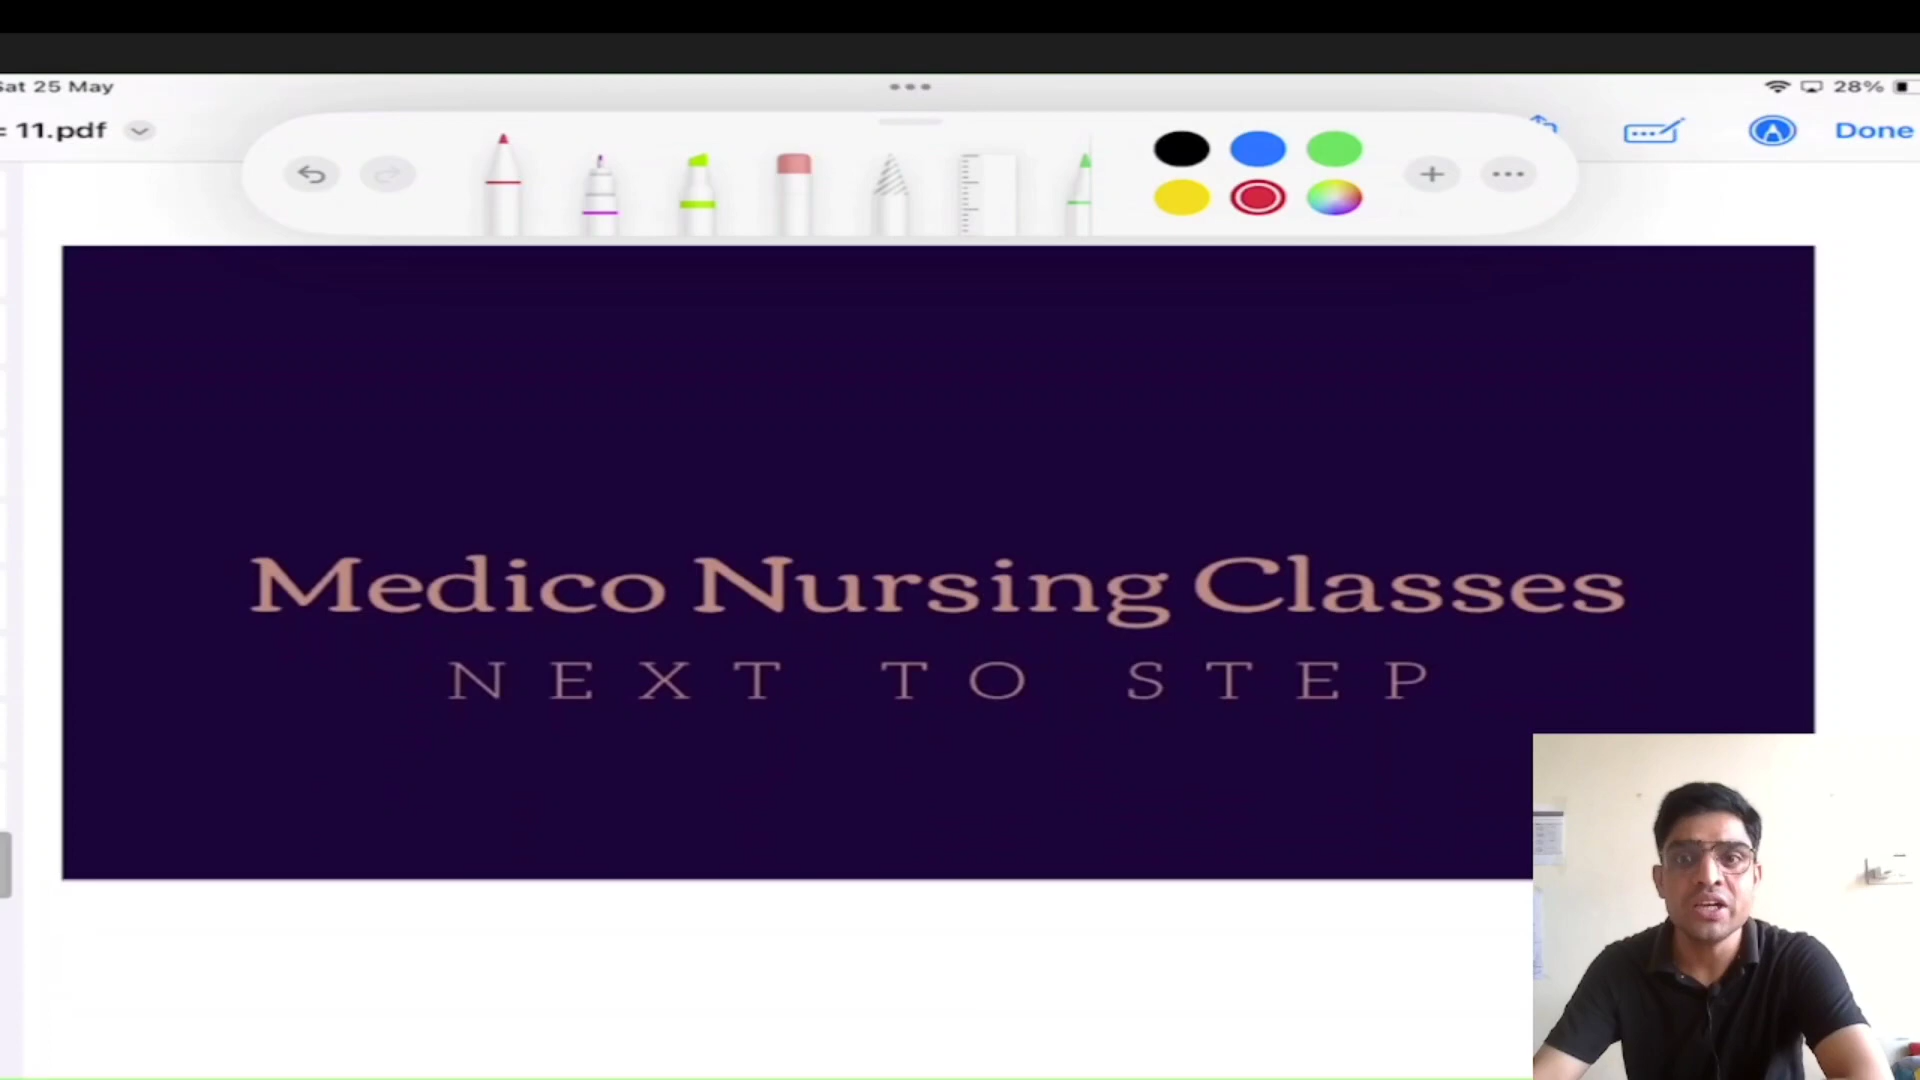 Sat 25 May
28%
11.pdf
Done
Medico Nursing Classes
NEXT TO STEP